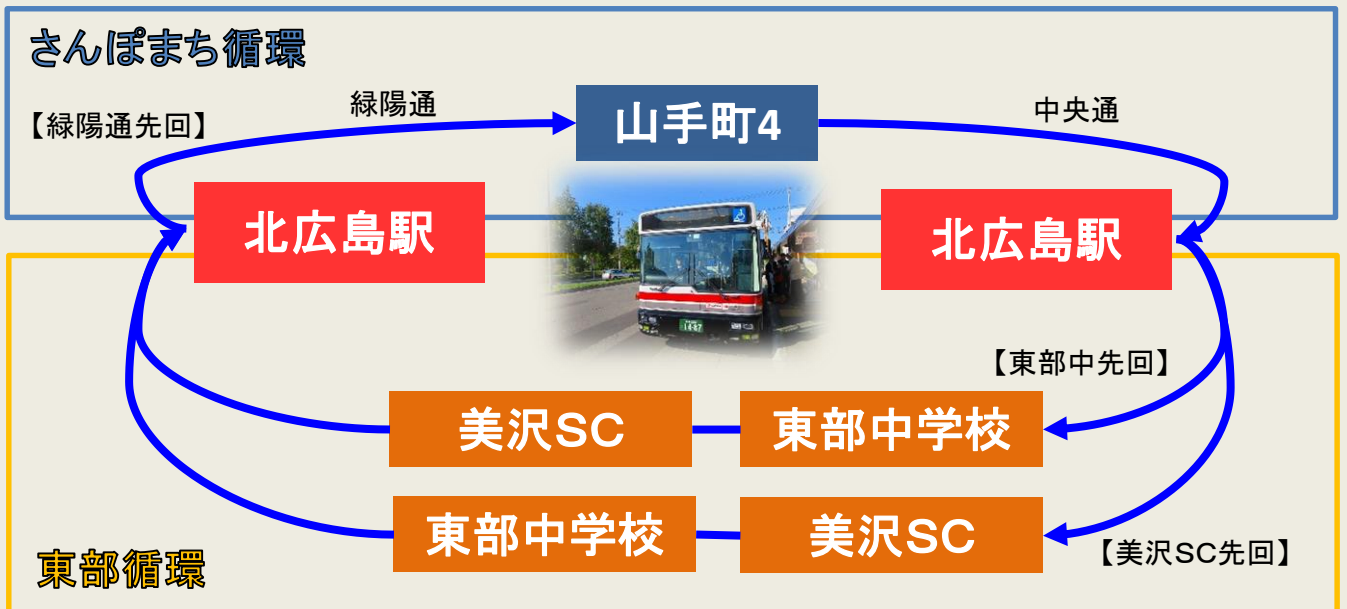 さんぽまち循環
【緑陽通先回】
緑陽通
山手町4
中央通
北広島駅
北広島駅
14-87
【東部中先回】
美沢SC
東部中学校
東部中学校
美沢SC
【美沢SC先回】
東部循環